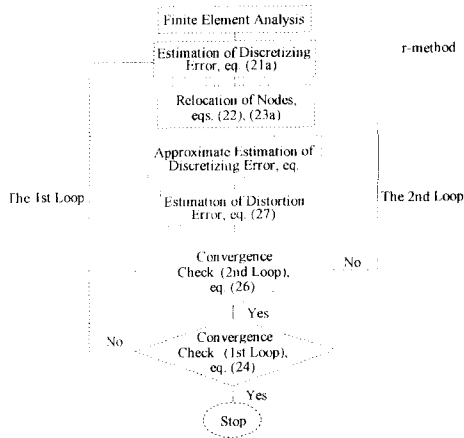 Finite Element Analysis
Estimation of Discretizing
Error, eq. (21a)
r-method
Relocation of Nodes,
eqs. (22), (23a)
Approximate Estimation of
Discretizing Error, eq.
The 1st Loop
The 2nd Loop
Estimation of Distortion
Error, eq. (27)
Convergence
Check (2nd Loop),
eq. (26)
No
Yes
No
Convergence
Check (1st Loop),
eq. (24)
Yes
Stop